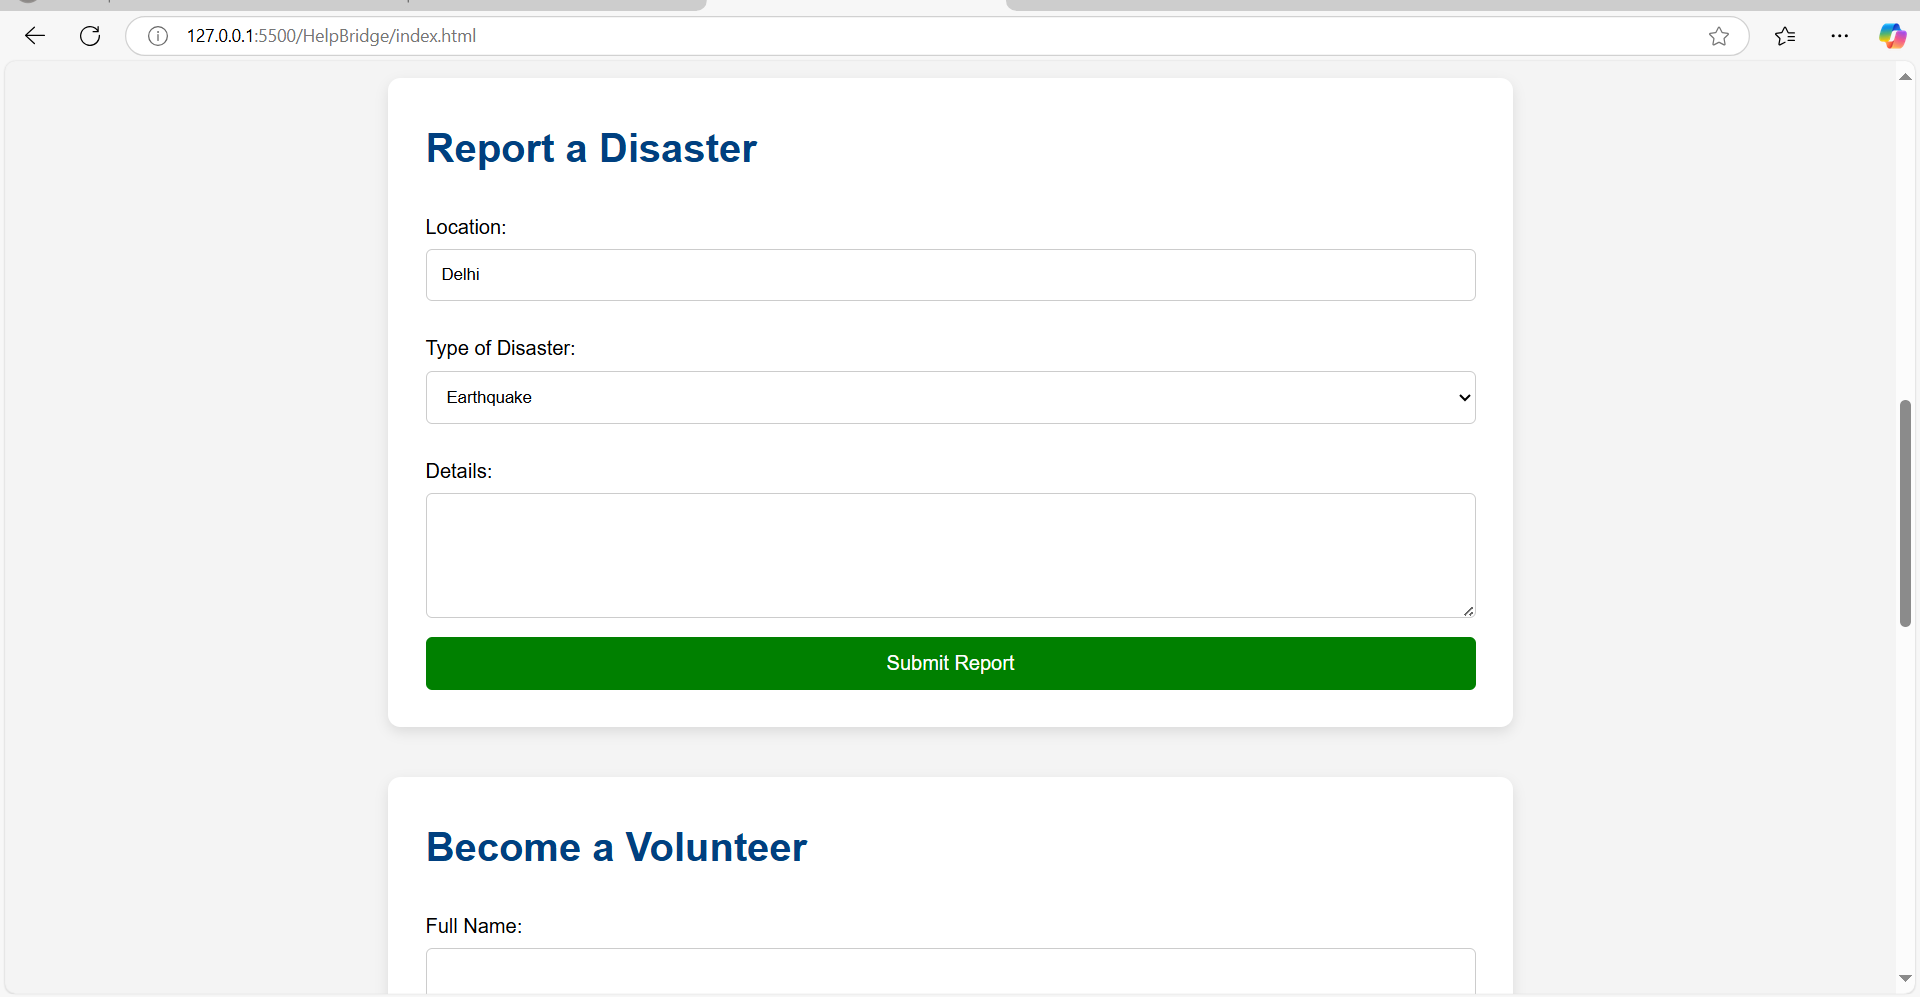 127.0.0.1:5500/HelpBridge/index.html
Report a Disaster
Location:
Delhi
Type of Disaster:
Earthquake
Details:
Submit Report
Become a Volunteer
Full Name: